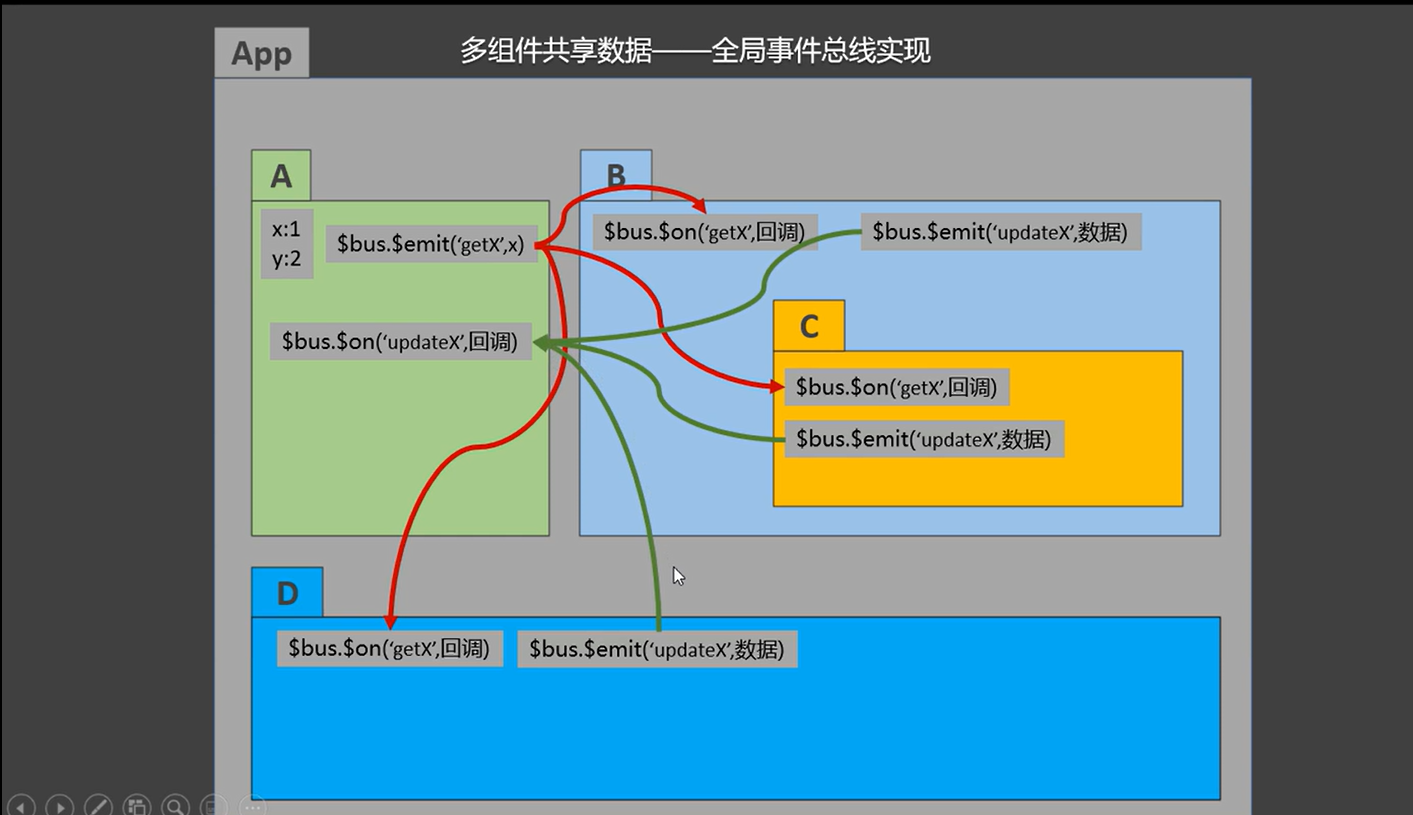 App
多组件共享数据——全局事件总线实现
A
x:1
y:2
$bus.$emit(‘getX’,x)
$bus.$on(‘updateX’,回调)
B
$bus.$on(‘getX’,回调)
$bus.$emit(‘updateX’,数据)
C
$bus.$on(‘getX’,回调)
$bus.$emit(‘updateX’,数据)
D
$bus.$on(‘getX’,回调)
$bus.$emit(‘updateX’,数据)